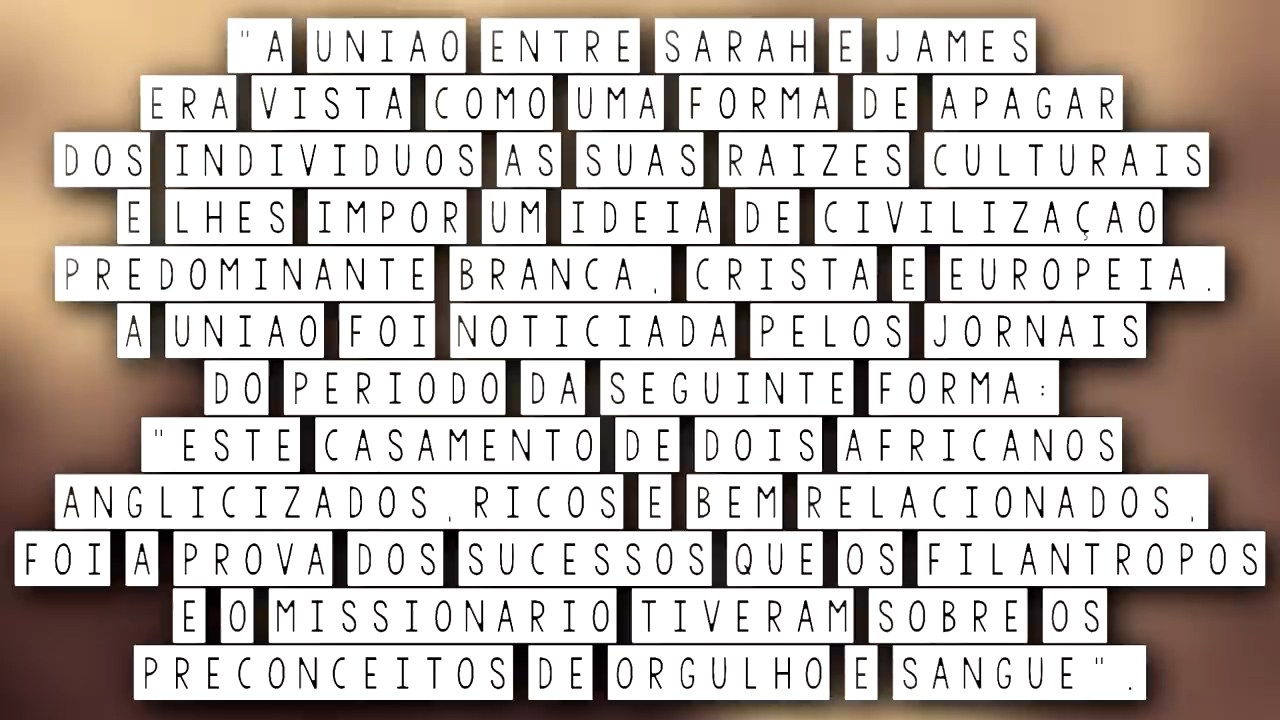 "A UNIAO ENTRE SARAH E JAMES
ERA VISTA COMO UMA FORMA DE APAGAR
DOS INDIVIDUOS AS SUAS RAIZES CULTURAIS
E LHES IMPOR UM IDEIA DE CIVILIZAÇAO
PREDOMINANTE BRANCA, CRISTA E EUROPEIA.
A UNIAO FOI NOTICIADA PELOS JORNAIS
DO PERIODO DA SEGUINTE FORMA:
"ESTE CASAMENTO DE DOIS AFRICANOS
ANGLICIZADOS,RICOS E BEM RELACIONADOS,
FOI A PROVA DOS SUCESSOS QUE OS FILANTROPOS
E O MISSIONARIO TIVERAM SOBRE OS
PRECONCEITOS DE ORGULHO E SANGUE".